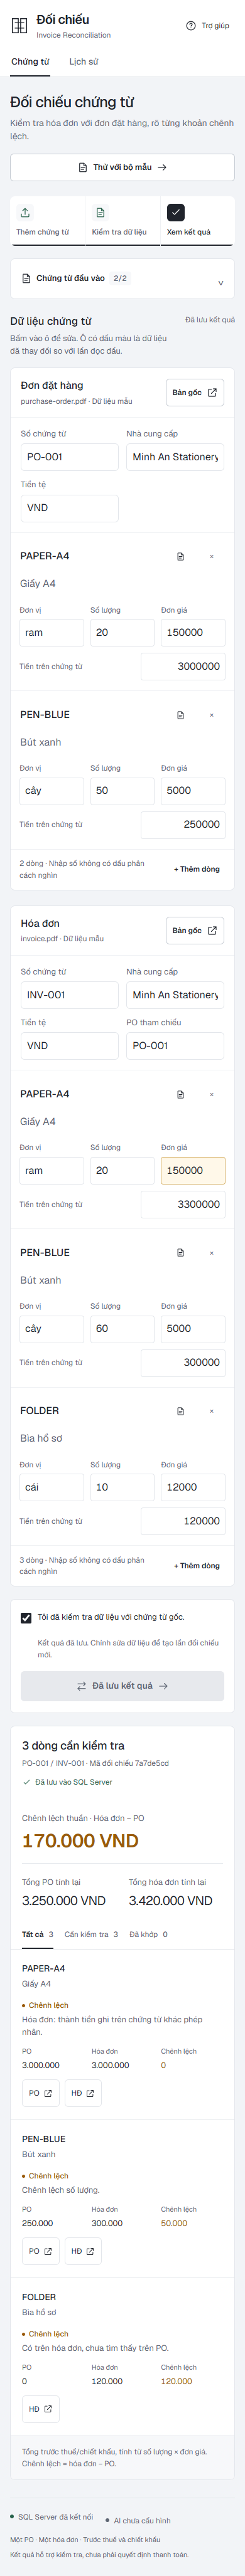 Đối chiếu
Invoice Reconciliation
Trợ giúp
Chứng từ
Lịch sử
Đối chiếu chứng từ
Kiểm tra hóa đơn với đơn đặt hàng, rõ từng khoản chênh lệch.
Thử với bộ mẫu
Thêm chứng từ
Kiểm tra dữ liệu
Xem kết quả
Chứng từ đầu vào 2/2
Dữ liệu chứng từ
Đã lưu kết quả
Bấm vào ô để sửa. Ô có dấu màu là dữ liệu
đã thay đổi so với lần đọc đầu.
Đơn đặt hàng
purchase-order.pdf · Dữ liệu mẫu
Bản gốc
Số chứng từ
Nhà cung cấp
PO-001
Minh An Stationery
Tiền tệ
VND
PAPER-A4
×
Giấy A4
Đơn vị
Số lượng
Đơn giá
ram
20
150000
Tiền trên chứng từ
3000000
PEN-BLUE
×
Bút xanh
Đơn vị
Số lượng
Đơn giá
cây
50
5000
Tiền trên chứng từ
250000
2 dòng · Nhập số không có dấu phân
cách nghìn
+ Thêm dòng
Hóa đơn
invoice.pdf · Dữ liệu mẫu
Bản gốc
Số chứng từ
Nhà cung cấp
INV-001
Minh An Stationery
Tiền tệ
PO tham chiếu
VND
PO-001
PAPER-A4
×
Giấy A4
Đơn vị
Số lượng
Đơn giá
ram
20
150000
Tiền trên chứng từ
3300000
PEN-BLUE
×
Bút xanh
Đơn vị
Số lượng
Đơn giá
cây
60
5000
Tiền trên chứng từ
300000
FOLDER
×
Bìa hồ sơ
Đơn vị
Số lượng
Đơn giá
cái
10
12000
Tiền trên chứng từ
120000
3 dòng · Nhập số không có dấu phân
cách nghìn
+ Thêm dòng
Tôi đã kiểm tra dữ liệu với chứng từ gốc.
Kết quả đã lưu. Chỉnh sửa dữ liệu để tạo lần đối chiếu
mới.
Đã lưu kết quả
3 dòng cần kiểm tra
PO-001 / INV-001 · Mã đối chiếu 7a7de5cd
Đã lưu vào SQL Server
Chênh lệch thuần · Hóa đơn − PO
170.000 VND
Tổng PO tính lại
Tổng hóa đơn tính lại
3.250.000 VND
3.420.000 VND
Tất cả 3
Cần kiểm tra 3
Đã khớp 0
PAPER-A4
Giấy A4
Chênh lệch
Hóa đơn: thành tiền ghi trên chứng từ khác phép
nhân.
PO
Hóa đơn
Chênh lệch
3.000.000
3.000.000
0
PO
HĐ
PEN-BLUE
Bút xanh
Chênh lệch
Chênh lệch số lượng.
PO
Hóa đơn
Chênh lệch
250.000
300.000
50.000
PO
HĐ
FOLDER
Bìa hồ sơ
Chênh lệch
Có trên hóa đơn, chưa tìm thấy trên PO.
PO
Hóa đơn
Chênh lệch
0
120.000
120.000
HĐ
Tổng trước thuế/chiết khấu, tính từ số lượng × đơn giá.
Chênh lệch = hóa đơn − PO.
SQL Server đã kết nối
AI chưa cấu hình
Một PO · Một hóa đơn · Trước thuế và chiết khấu
Kết quả hỗ trợ kiểm tra, chưa phải quyết định thanh toán.